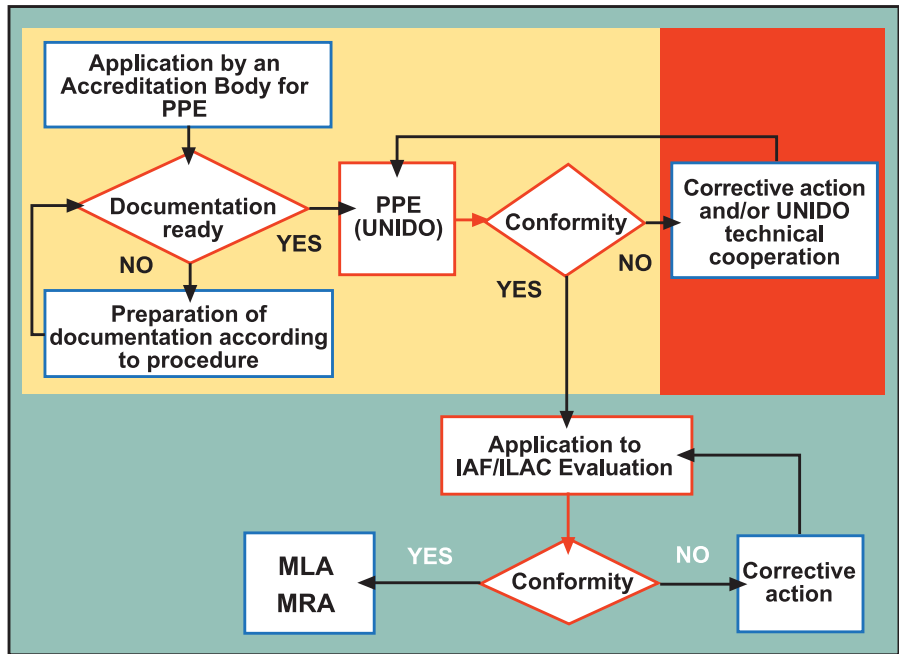 Application by an
Accreditation Body for
PPE
Documentation
ready
YES
NO
Preparation of
documentation according
to procedure
PPE
(UNIDO)
Conformity
NO
YES
Corrective action
and/or UNIDO
technical
cooperation
Application to
IAF/ILAC Evaluation
Conformity
YES
NO
MLA
MRA
Corrective
action